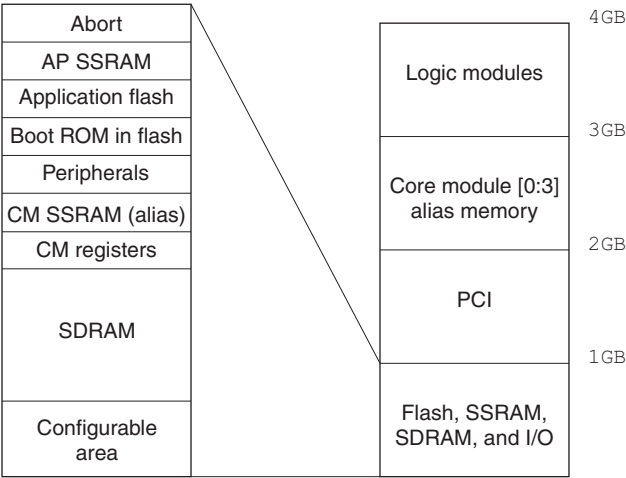 Abort
AP SSRAM
Application flash
Boot ROM in flash
Peripherals
CM SSRAM (alias)
CM registers
SDRAM
Configurable
area
4GB
Logic modules
3GB
Core module [0:3]
alias memory
2GB
PCI
1GB
Flash, SSRAM,
SDRAM, and I/O